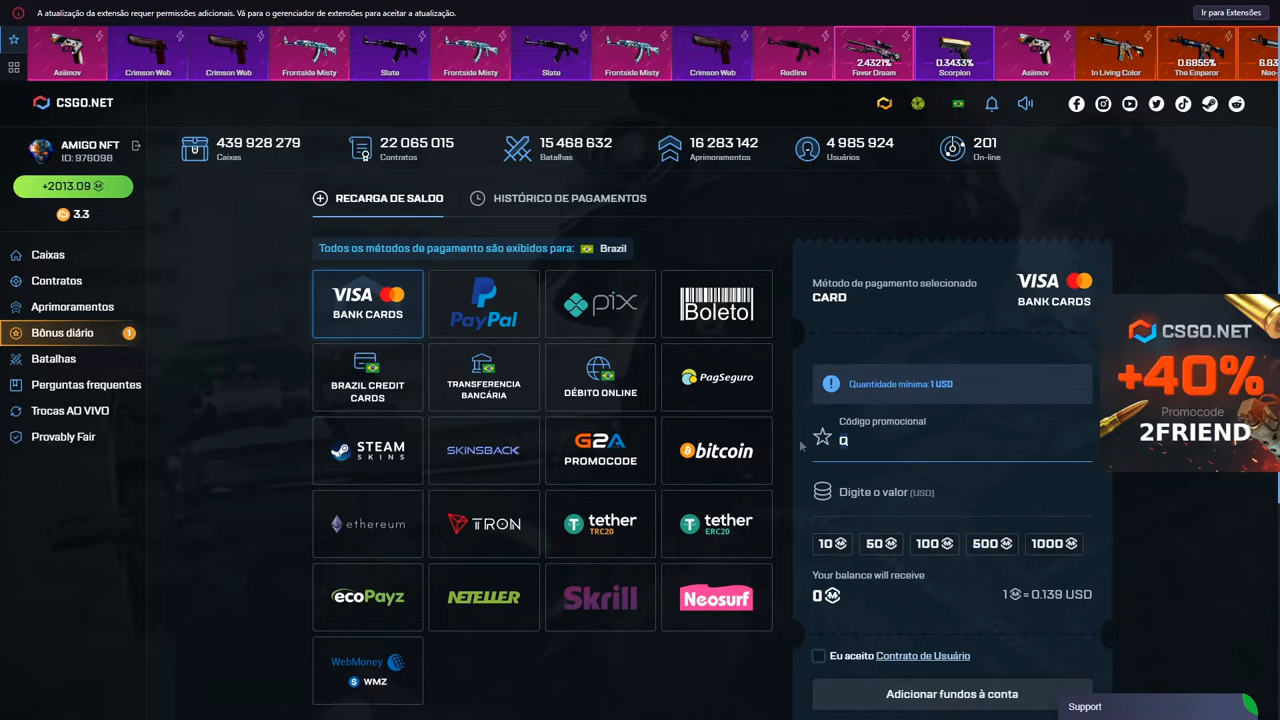 A atualização da extensão requer permissões adicionais. Vá para o gerenciador de extensões para aceitar a atualização.
Ir para Extensões
Asiimov
Crimson Web
Crimson Web
Frontside Misty
Slate
Frontside Misty
Slate
Frontside Misty
Crimson Web
Redline
2.4321%
Fever Dream
0.3433%
Scorpion
Asiimov
In Living Color
0.6855%
The Emperor
6.83
Neo-
CSGO.NET
AMIGO NFT
ID: 976098
+2013.09
3.3
439 928 279
Caixas
22 065 015
Contratos
15 468 632
Batalhas
16 283 142
Aprimoramentos
4 985 924
Usuários
201
On-line
Caixas
Contratos
Aprimoramentos
Bônus diário
1
Batalhas
Perguntas frequentes
Trocas AO VIVO
Provably Fair
RECARGA DE SALDO
HISTÓRICO DE PAGAMENTOS
Todos os métodos de pagamento são exibidos para: Brazil
VISA
BANK CARDS
PayPal
pix
Boleto!
BRAZIL CREDIT
CARDS
TRANSFERENCIA
BANCÁRIA
DÉBITO ONLINE
PagSeguro
STEAM
SKINS
SKINSBACK
G2A
PROMOCODE
bitcoin
ethereum
TRON
tether
TRC20
tether
ERC20
ecoPayz
NETELLER
Skrill
Neosurf
WebMoney
WMZ
Método de pagamento selecionado
CARD
VISA
BANK CARDS
Quantidade mínima: 1 USD
Código promocional
Q
Digite o valor (USD)
10
50
100
500
1000
Your balance will receive
0
1 = 0.139 USD
Eu aceito Contrato de Usuário
Adicionar fundos à conta
CSGO.NET
+40%
Promocode
2FRIEND
Support